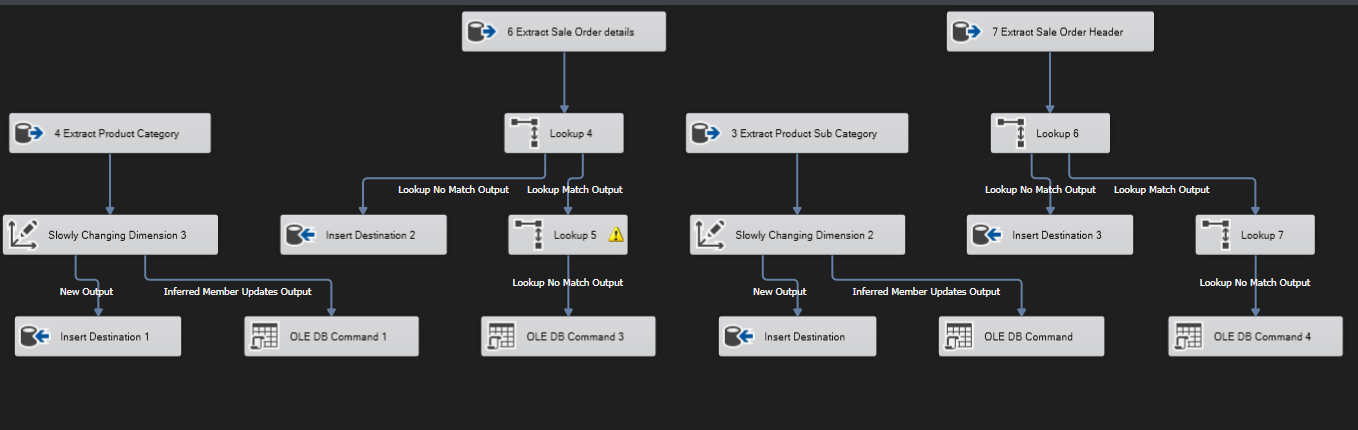 6 Extract Sale Order details
7 Extract Sale Order Header
4 Extract Product Category
Lookup 4
3 Extract Product Sub Category
Lookup 6
Lookup No Match Output
Lookup Match Output
Lookup No Match Output
Lookup Match Output
Slowly Changing Dimension 3
Insert Destination 2
Lookup 5
Slowly Changing Dimension 2
Insert Destination 3
Lookup 7
New Output
Inferred Member Updates Output
Lookup No Match Output
New Output
Inferred Member Updates Output
Lookup No Match Output
Insert Destination 1
OLE DB Command 1
OLE DB Command 3
Insert Destination
OLE DB Command
OLE DB Command 4